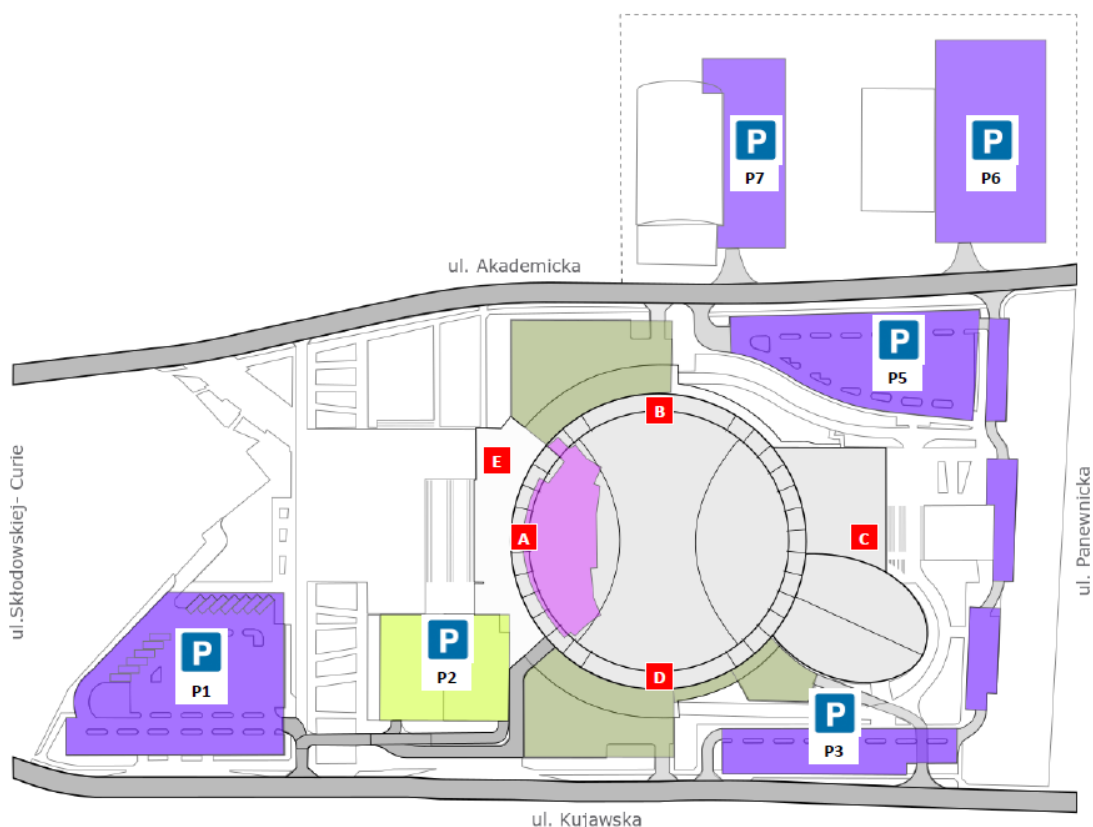 P
P7
P
P6
ul. Akademicka
P
P5
B
E
A
C
ul.Skłodowskiej- Curie
ul. Panewnicka
P
P1
P
P2
D
P
P3
ul. Kujawska